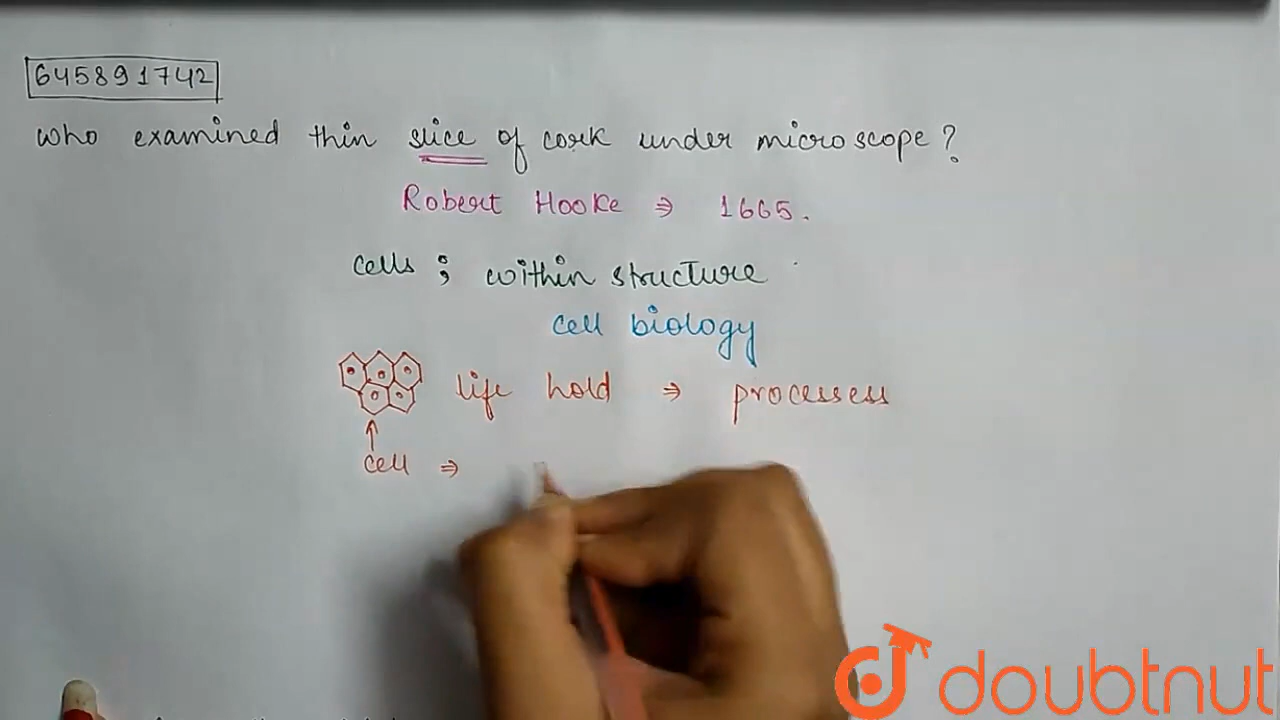 645891742
who examined thin slice of cork under microscope?
Robert Hooke ⇒ 1665.
cells ; within structure
cell biology
life hold ⇒ processess
cell ⇒
doubtnut